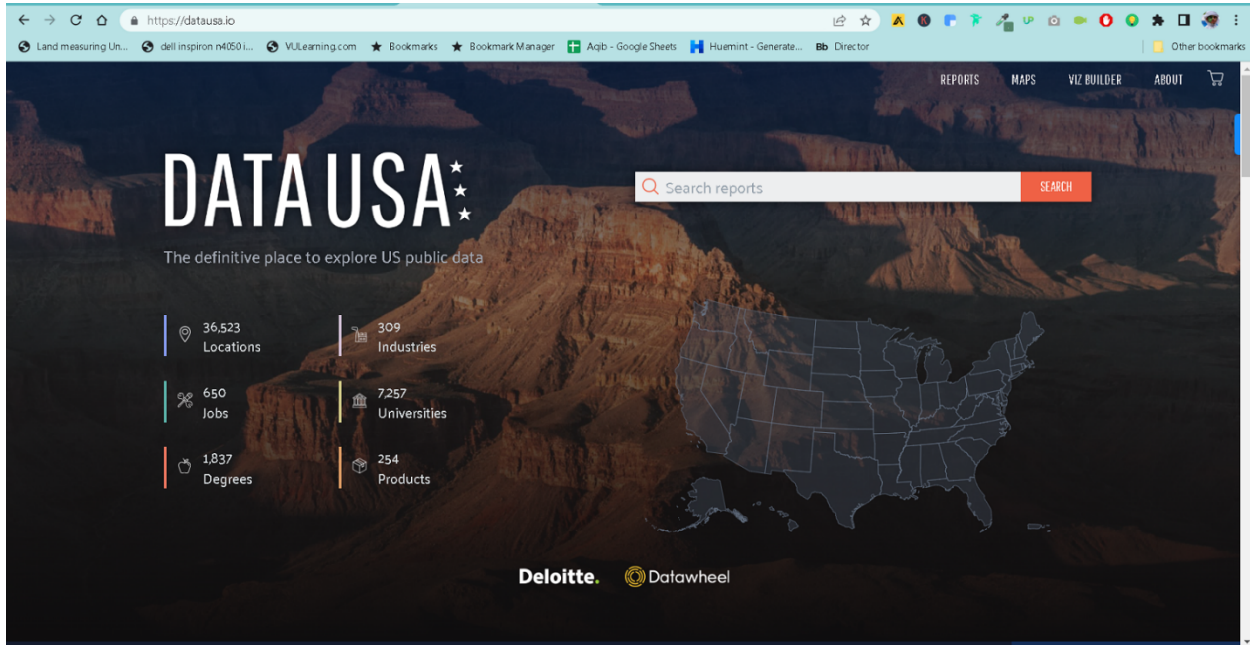 https://datausa.io
Land measuring Un... dell inspiron n4050 i... VULearning.com Bookmarks Bookmark Manager Aqib - Google Sheets Huemint - Generate... Bb Director Other bookmarks
REPORTS MAPS VIZ BUILDER ABOUT
DATA USA
Search reports SEARCH
The definitive place to explore US public data
36,523 309
Locations Industries
650 7,257
Jobs Universities
1,837 254
Degrees Products
Deloitte. Datawheel